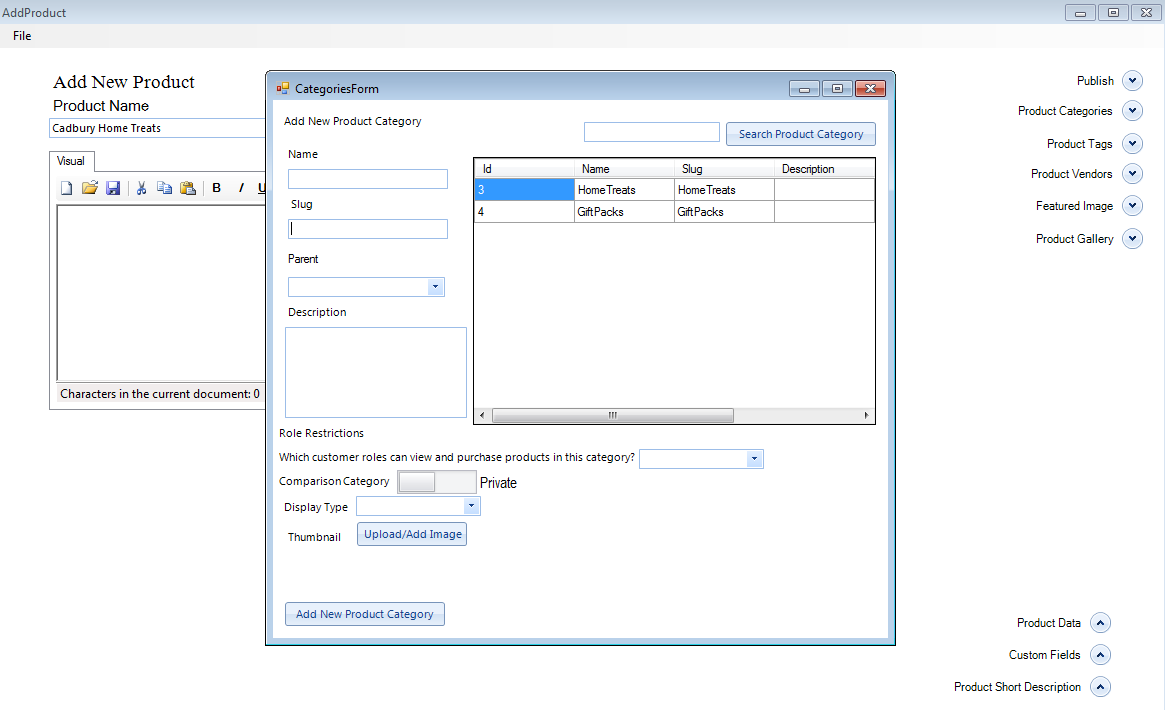 AddProduct
File
Add New Product
Product Name
Cadbury Home Treats
Visual
B I U
Characters in the current document: 0
CategoriesForm
Add New Product Category
Search Product Category
Name
Slug
Parent
Description
Id Name Slug Description
3 HomeTreats HomeTreats
4 GiftPacks GiftPacks
Role Restrictions
Which customer roles can view and purchase products in this category?
Comparison Category Private
Display Type
Thumbnail Upload/Add Image
Add New Product Category
Publish
Product Categories
Product Tags
Product Vendors
Featured Image
Product Gallery
Product Data
Custom Fields
Product Short Description